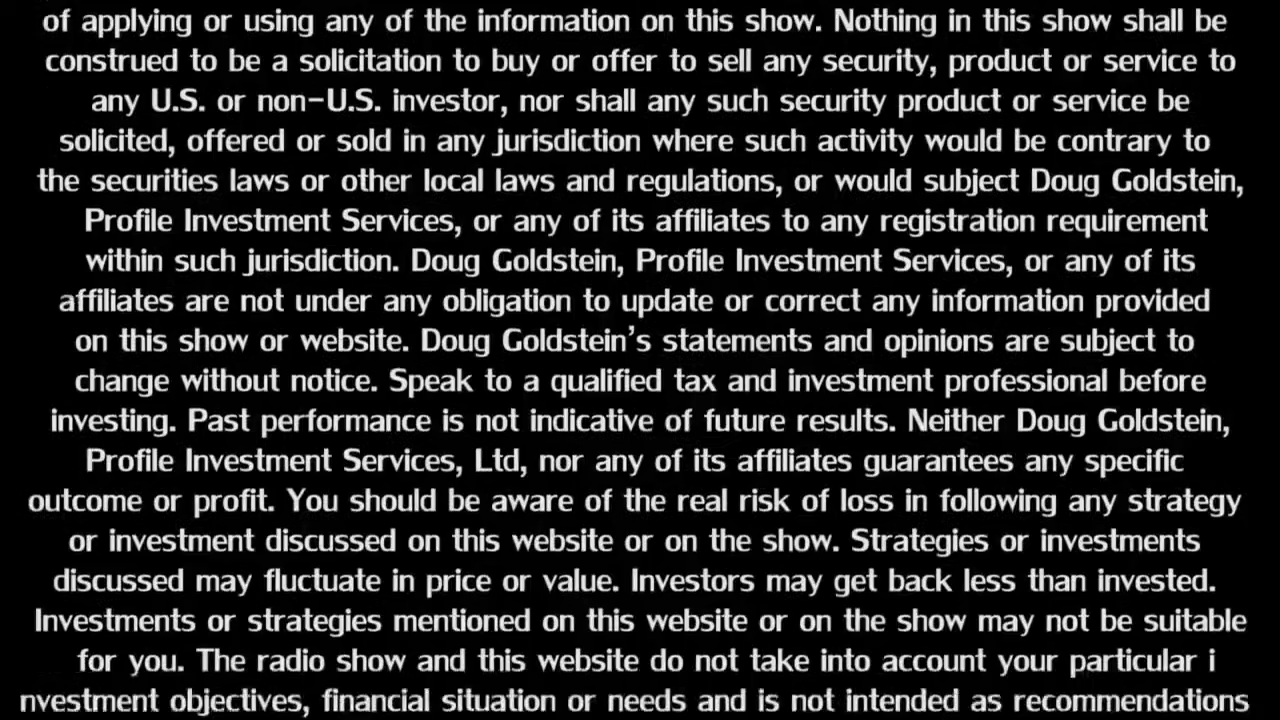 of applying or using any of the information on this show. Nothing in this show shall be
construed to be a solicitation to buy or offer to sell any security, product or service to
any U.S. or non-U.S. investor, nor shall any such security product or service be
solicited, offered or sold in any jurisdiction where such activity would be contrary to
the securities laws or other local laws and regulations, or would subject Doug Goldstein,
Profile Investment Services, or any of its affiliates to any registration requirement
within such jurisdiction. Doug Goldstein, Profile Investment Services, or any of its
affiliates are not under any obligation to update or correct any information provided
on this show or website. Doug Goldstein’s statements and opinions are subject to
change without notice. Speak to a qualified tax and investment professional before
investing. Past performance is not indicative of future results. Neither Doug Goldstein,
Profile Investment Services, Ltd, nor any of its affiliates guarantees any specific
outcome or profit. You should be aware of the real risk of loss in following any strategy
or investment discussed on this website or on the show. Strategies or investments
discussed may fluctuate in price or value. Investors may get back less than invested.
Investments or strategies mentioned on this website or on the show may not be suitable
for you. The radio show and this website do not take into account your particular i
nvestment objectives, financial situation or needs and is not intended as recommendations